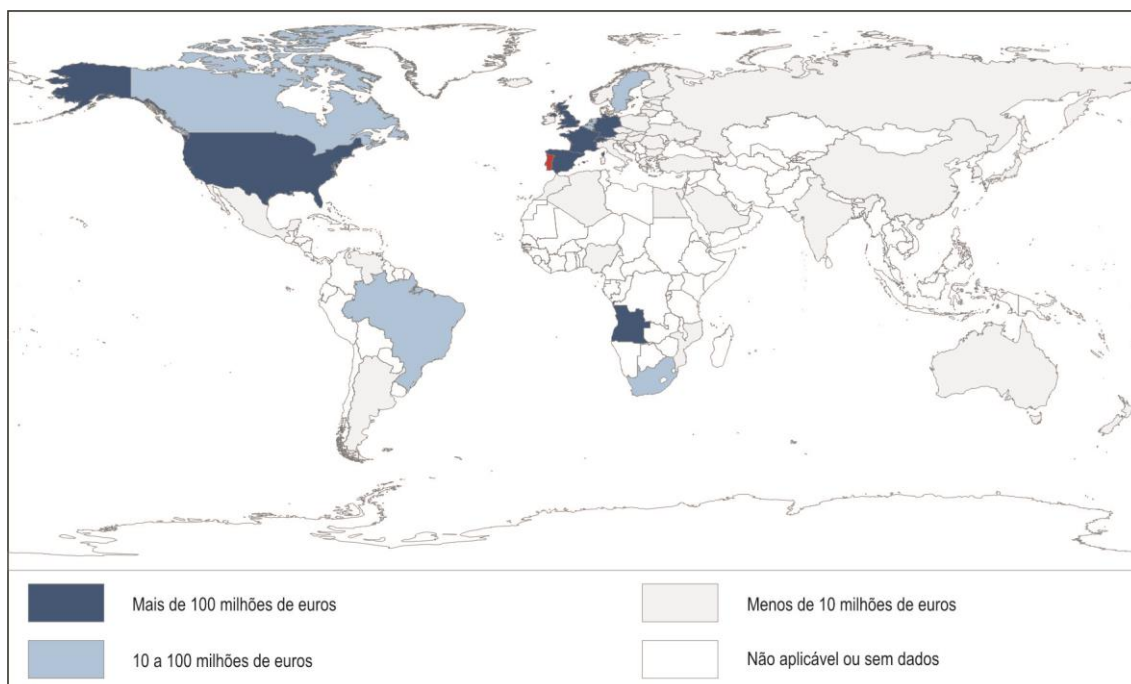 Mais de 100 milhões de euros
Menos de 10 milhões de euros
10 a 100 milhões de euros
Não aplicável ou sem dados